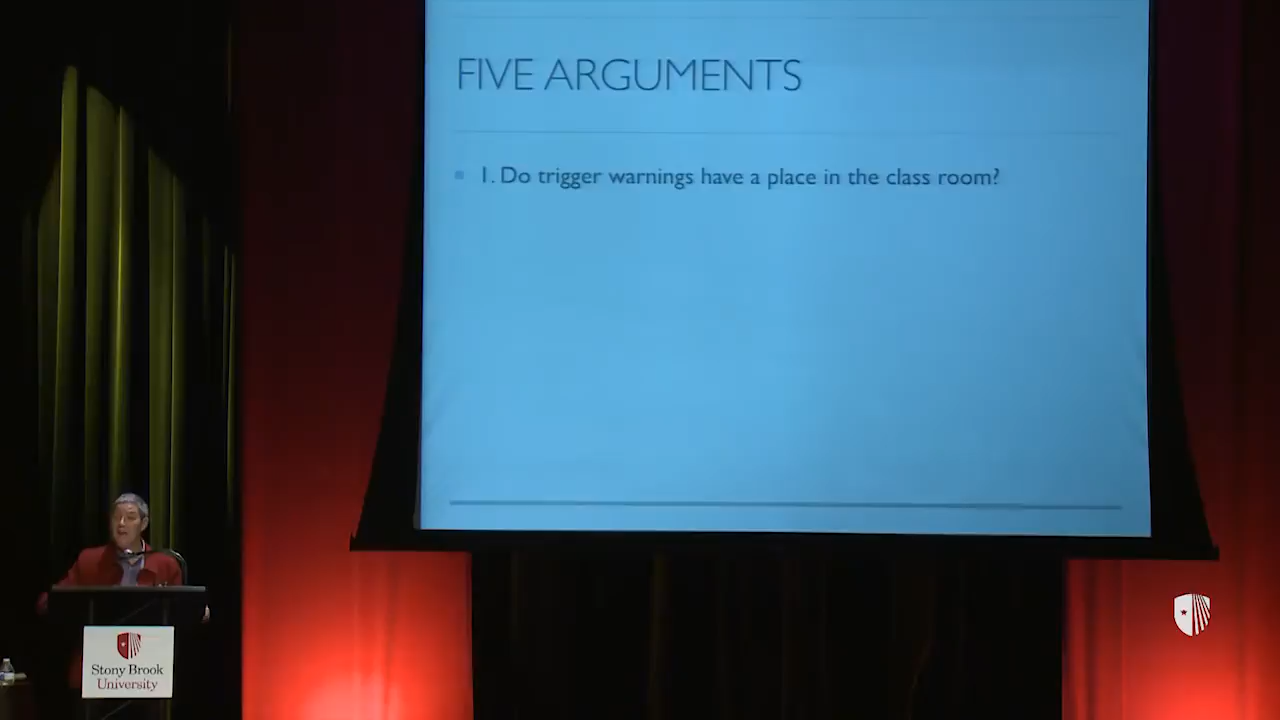 FIVE ARGUMENTS
1. Do trigger warnings have a place in the class room?
Stony Brook
University